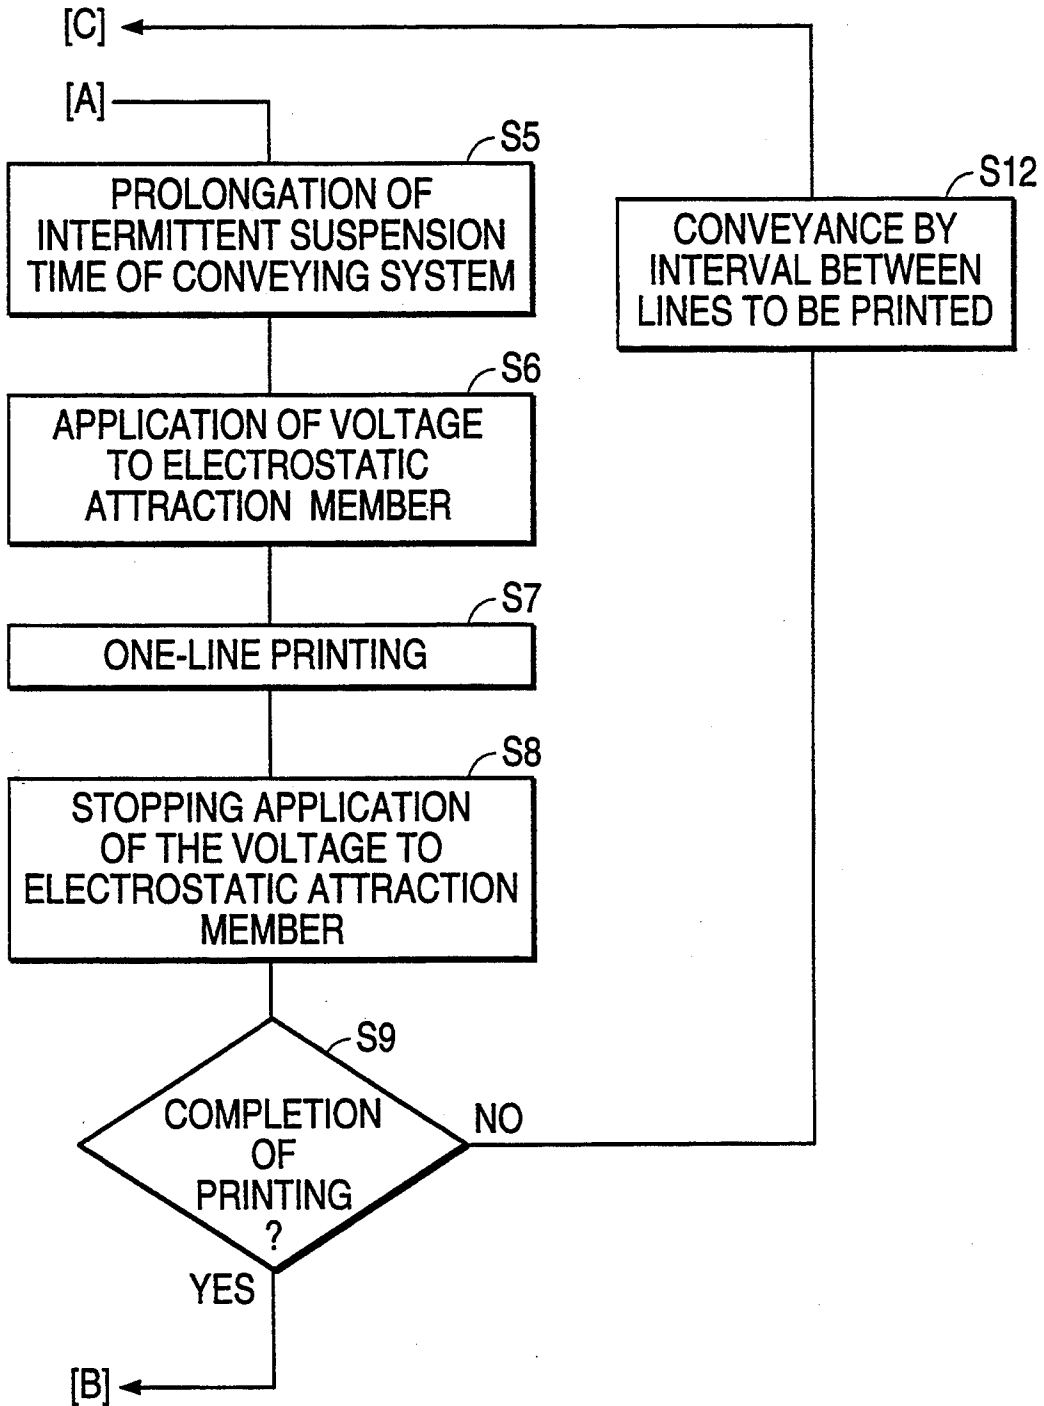 [C]
[A]
S5
PROLONGATION OF
INTERMITTENT SUSPENSION
TIME OF CONVEYING SYSTEM
S12
CONVEYANCE BY
INTERVAL BETWEEN
LINES TO BE PRINTED
S6
APPLICATION OF VOLTAGE
TO ELECTROSTATIC
ATTRACTION MEMBER
S7
ONE-LINE PRINTING
S8
STOPPING APPLICATION
OF THE VOLTAGE TO
ELECTROSTATIC ATTRACTION
MEMBER
S9
COMPLETION
OF
PRINTING
?
NO
YES
[B]